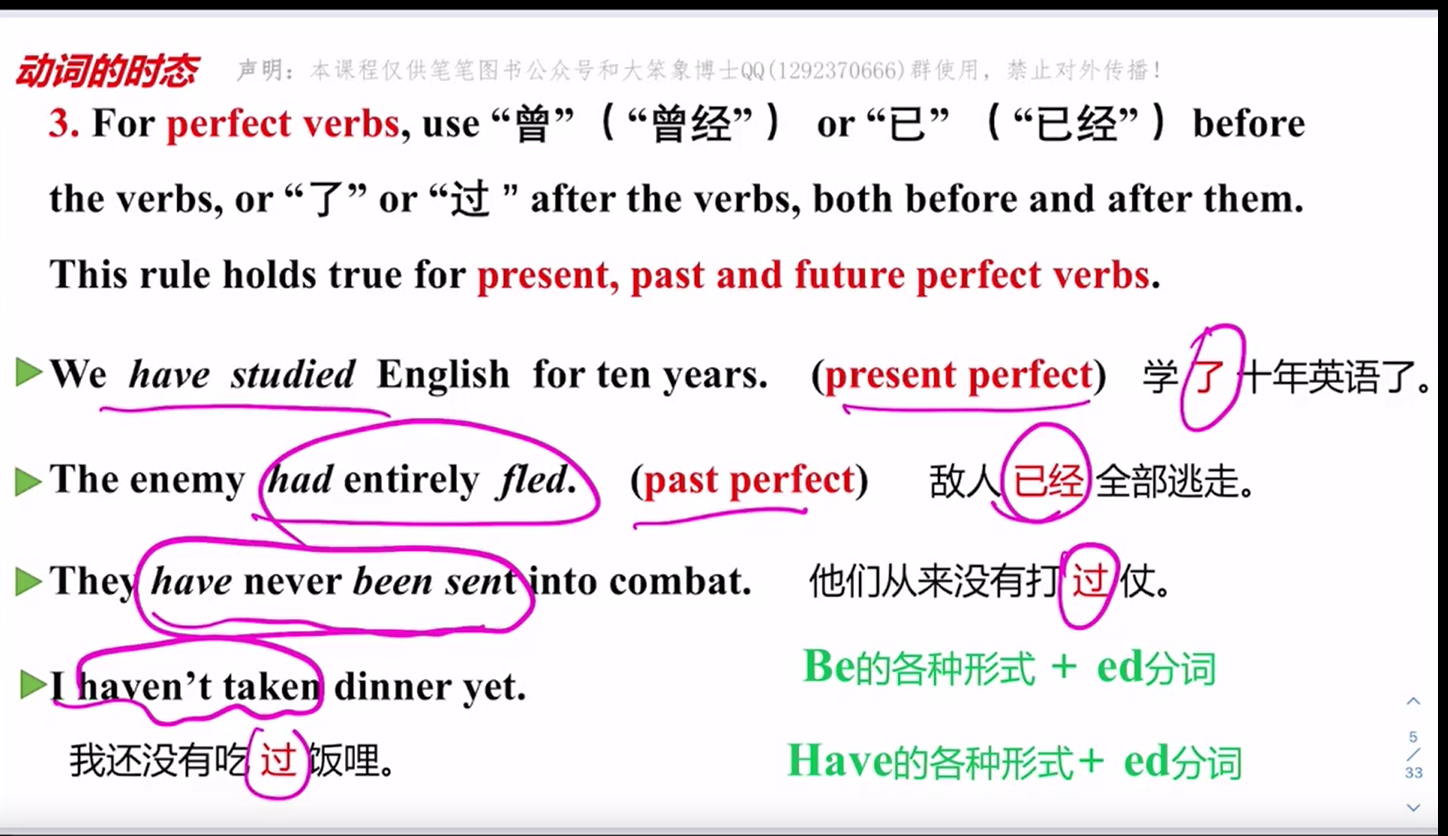 动词的时态 声明：本课程仅供笔笔图书公众号和大笨象博士QQ(1292370666)群使用，禁止对外传播！
3. For perfect verbs, use “曾”（“曾经”） or “已”（“已经”）before
the verbs, or “了” or “过 ” after the verbs, both before and after them.
This rule holds true for present, past and future perfect verbs.
We have studied English for ten years. (present perfect) 学了十年英语了。
The enemy had entirely fled. (past perfect) 敌人已经全部逃走。
They have never been sent into combat. 他们从来没有打过仗。
I haven’t taken dinner yet.
Be的各种形式 + ed分词
我还没有吃过饭哩。
Have的各种形式+ ed分词
5
/
33